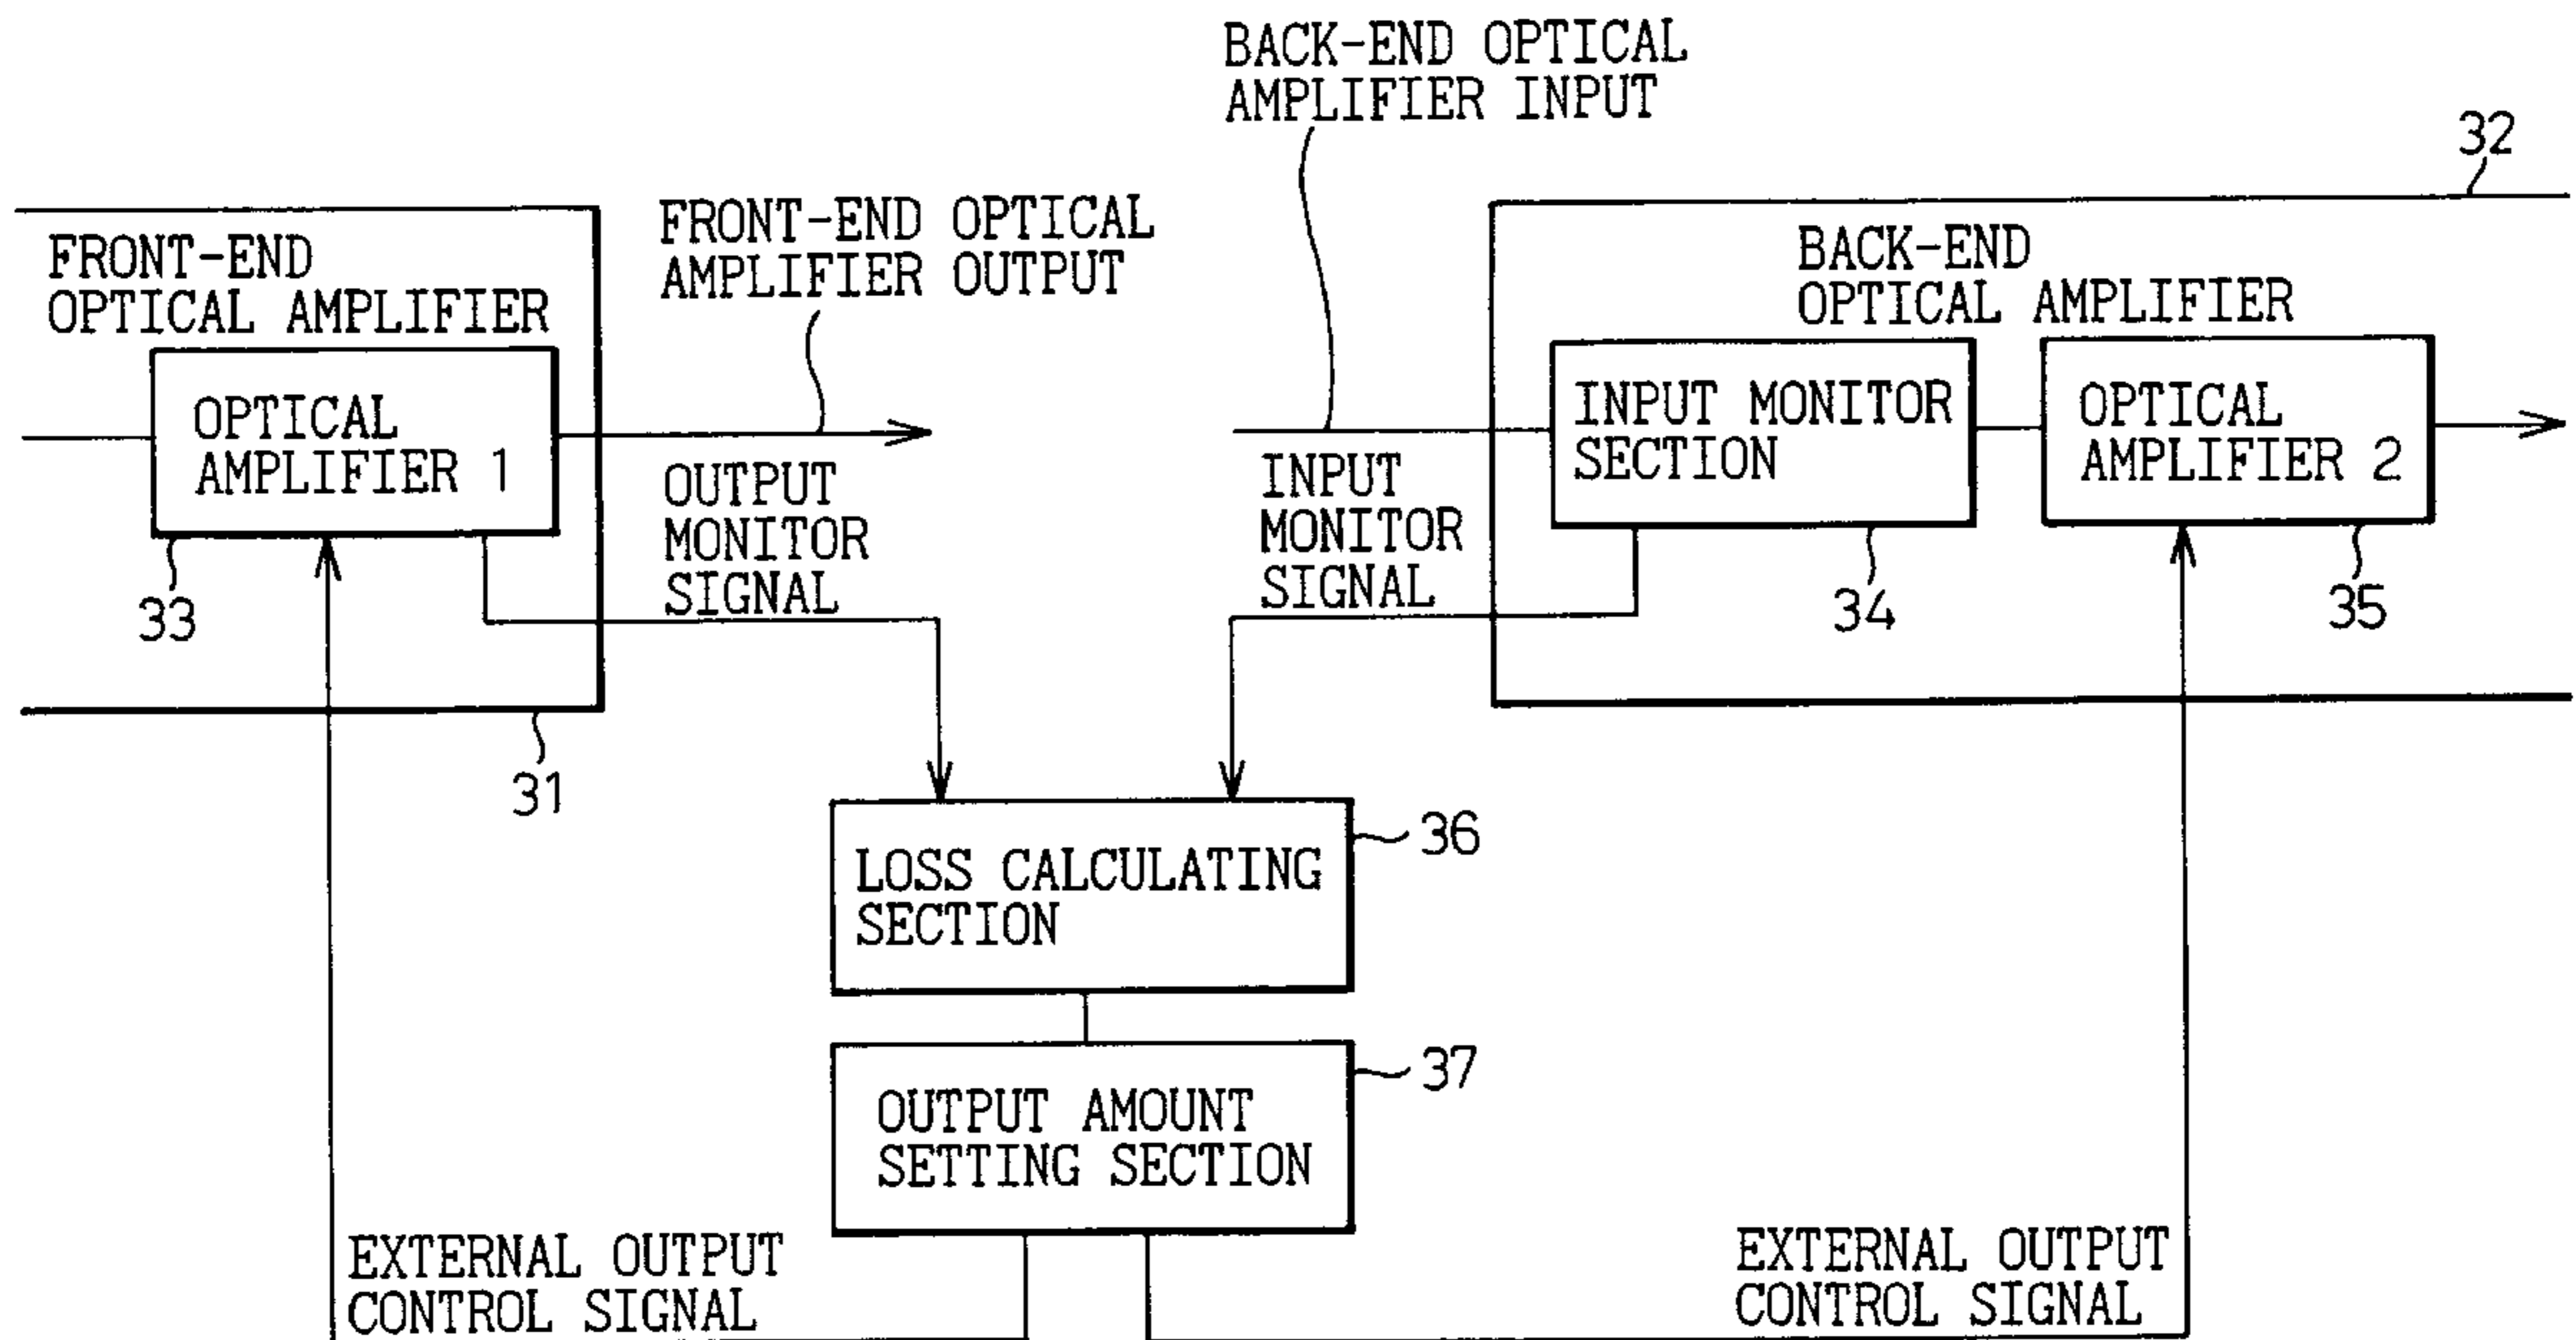 BACK-END OPTICAL
AMPLIFIER INPUT
32
FRONT-END OPTICAL
AMPLIFIER OUTPUT
FRONT-END
OPTICAL AMPLIFIER
BACK-END
OPTICAL AMPLIFIER
OPTICAL
AMPLIFIER 1
INPUT MONITOR
SECTION
OPTICAL
AMPLIFIER 2
OUTPUT
MONITOR
SIGNAL
INPUT
MONITOR
SIGNAL
33
34
35
31
36
LOSS CALCULATING
SECTION
37
OUTPUT AMOUNT
SETTING SECTION
EXTERNAL OUTPUT
CONTROL SIGNAL
EXTERNAL OUTPUT
CONTROL SIGNAL